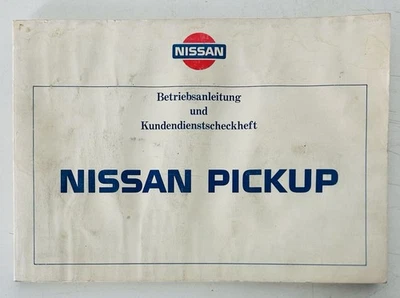 NISSAN
Betriebsanleitung
und
Kundendienstscheckheft
NISSAN PICKUP